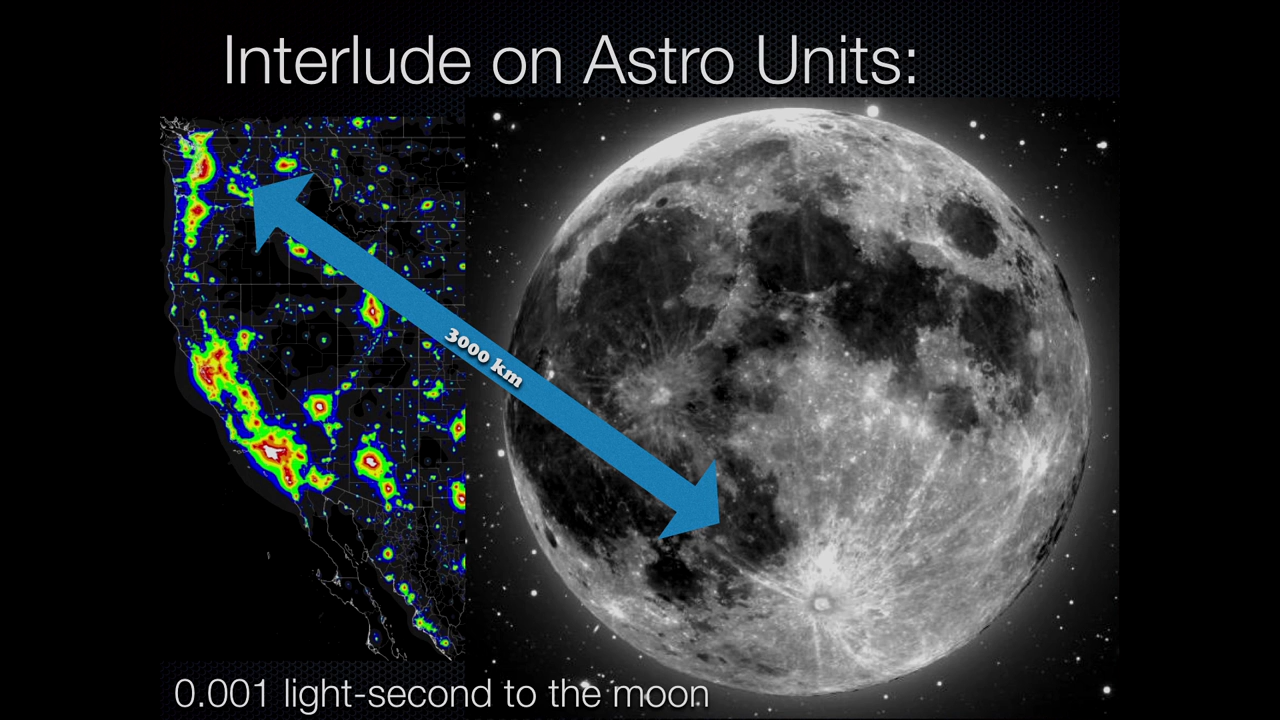 Interlude on Astro Units:
3000 km
0.001 light-second to the moon